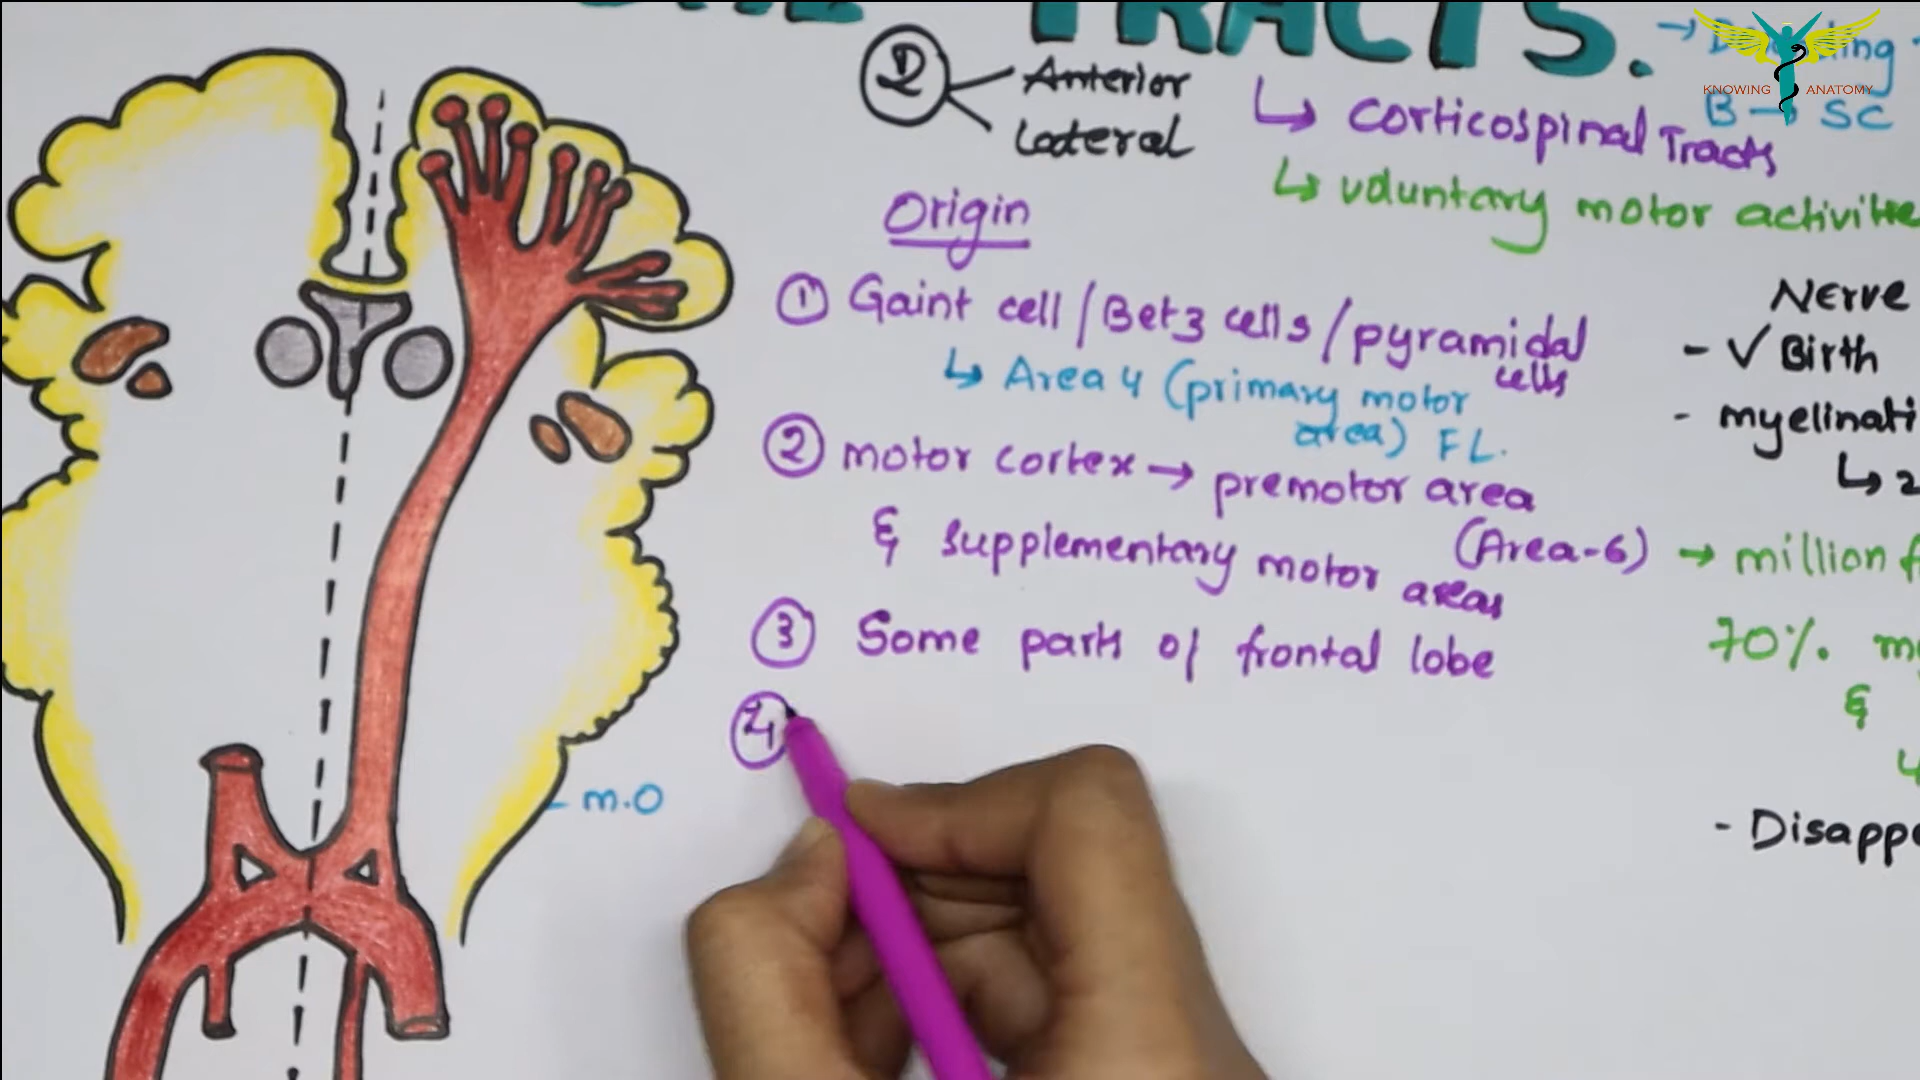 TRACTS.
D Anterior
Lateral
↳ corticospinal Tracts
↳ voluntary motor activitie
B → SC
KNOWING ANATOMY
Origin
① Gaint cell / Betz cells / pyramidal cells
↳ Area 4 (primary motor area) FL.
② motor cortex → premotor area
& supplementary motor areas
(Area-6)
③ Some parts of frontal lobe
④
- m.o
Nerve
- √ Birth
- myelinati
↳ 2
→ million f
70%. m
&
4
- Disappe